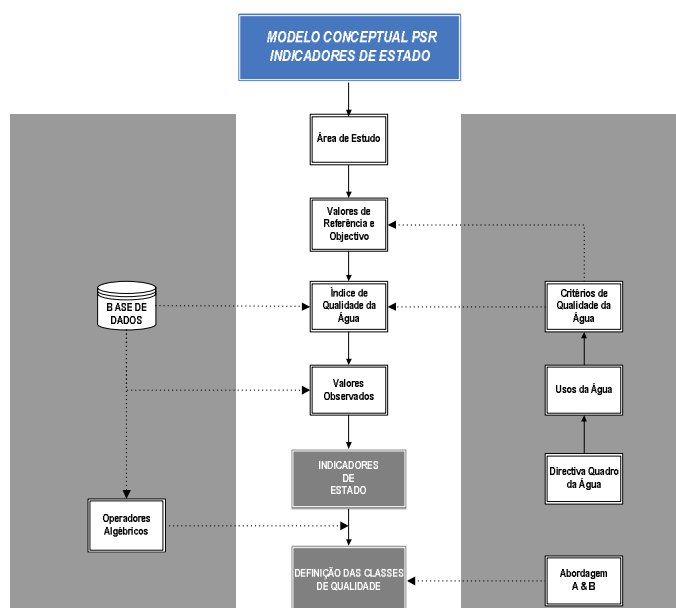 MODELO CONCEPTUAL PSR
INDICADORES DE ESTADO
Área de Estudo
Valores de
Referência e
Objectivo
Ìndice de
Qualidade da
Água
BASE DE
DADOS
Critérios de
Qualidade da
Água
Valores
Observados
Usos da Água
INDICADORES
DE
ESTADO
Directiva Quadro
da Água
Operadores
Algébricos
DEFINIÇÃO DAS CLASSES
DE QUALIDADE
Abordagem
A & B